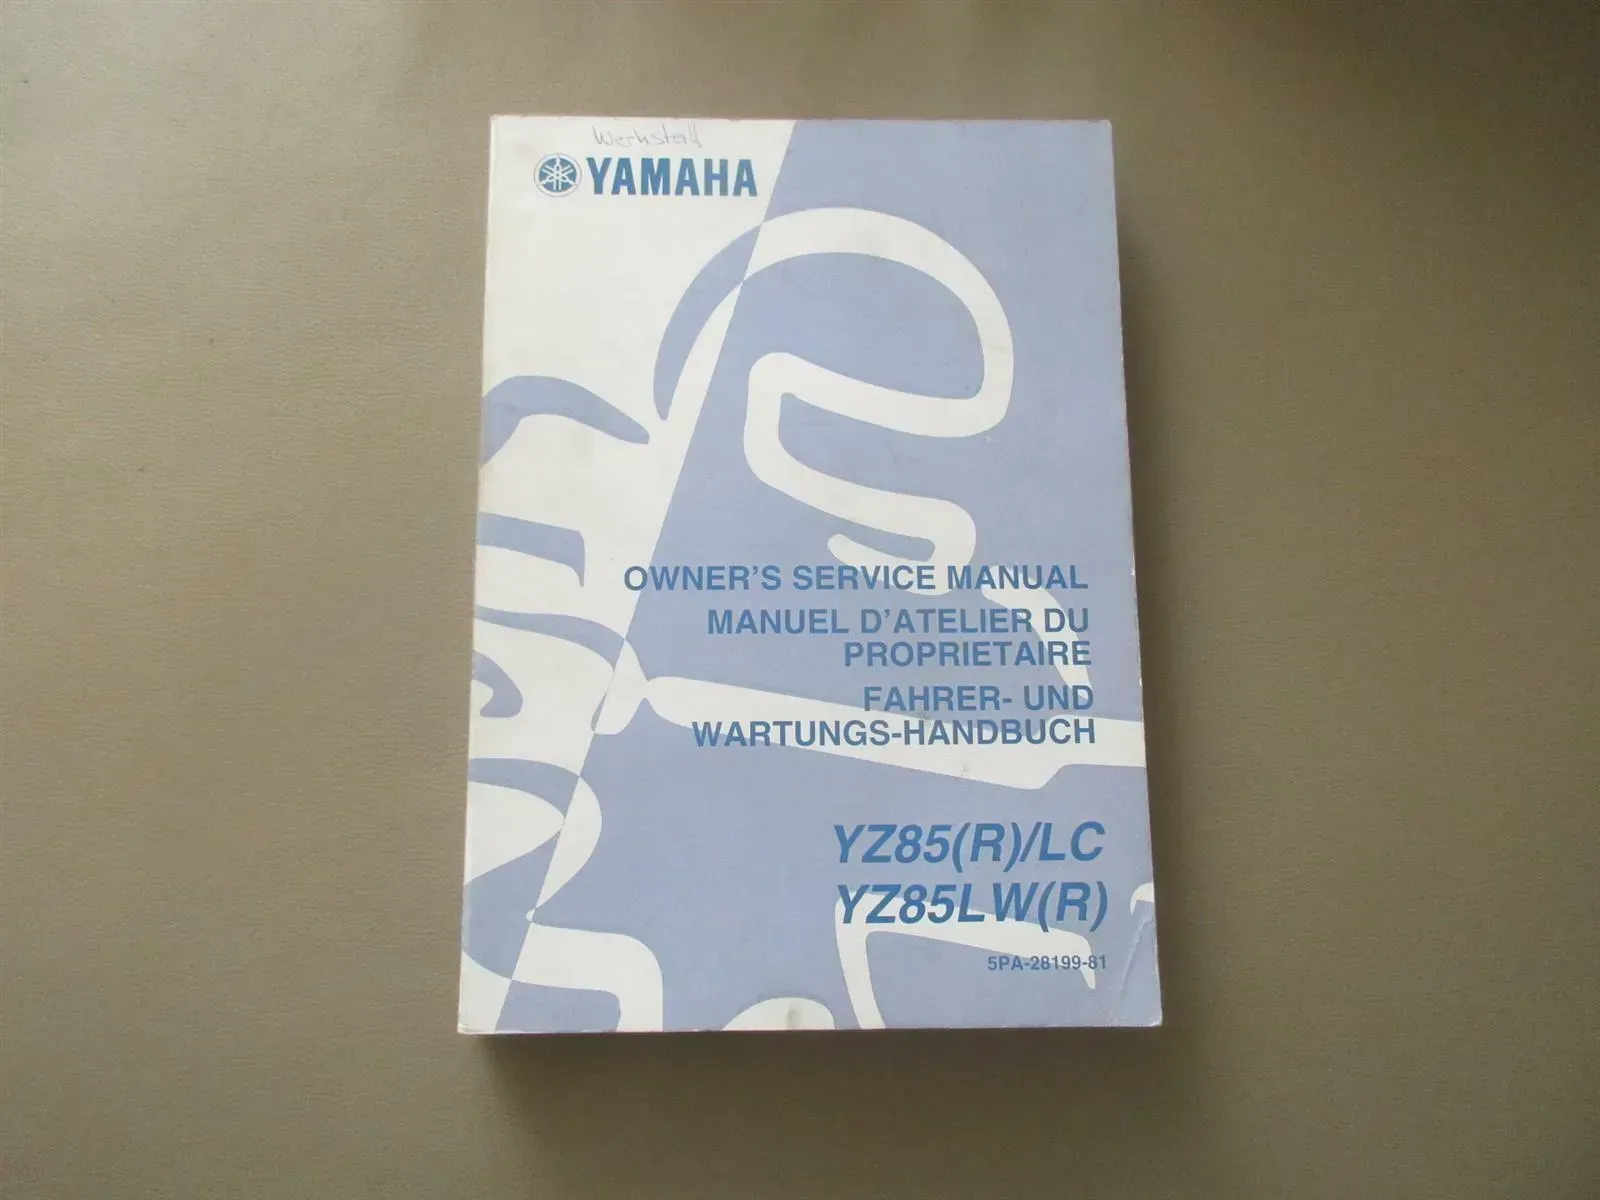 Werkstatt
YAMAHA
OWNER'S SERVICE MANUAL
MANUEL D'ATELIER DU
PROPRIETAIRE
FAHRER- UND
WARTUNGS-HANDBUCH
YZ85(R)/LC
YZ85LW(R)
5PA-28199-81